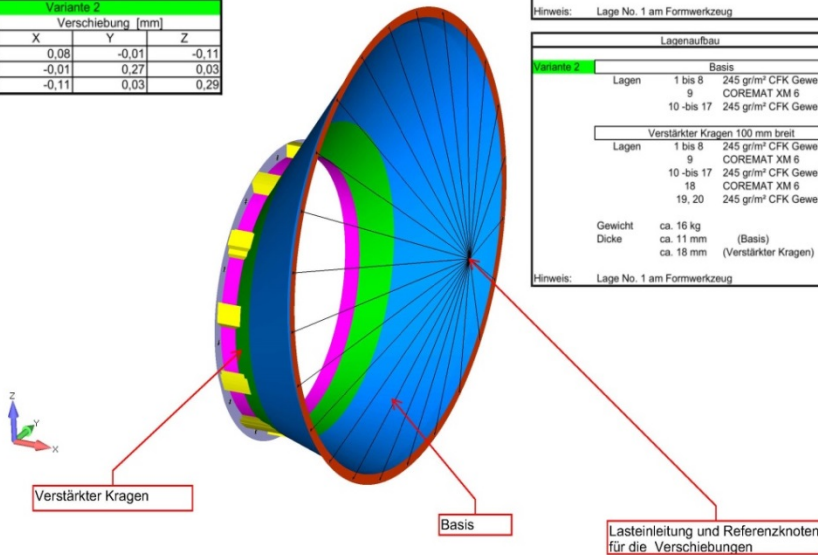 Variante 2
Verschiebung [mm]
X Y Z
0,08 -0,01 -0,11
-0,01 0,27 0,03
-0,11 0,03 0,29
Hinweis: Lage No. 1 am Formwerkzeug
Lagenaufbau
Variante 2 Basis
Lagen 1 bis 8 245 gr/m² CFK Gewe
9 COREMAT XM 6
10 -bis 17 245 gr/m² CFK Gewe
Verstärkter Kragen 100 mm breit
Lagen 1 bis 8 245 gr/m² CFK Gewe
9 COREMAT XM 6
10 -bis 17 245 gr/m² CFK Gewe
18 COREMAT XM 6
19, 20 245 gr/m² CFK Gewe
Gewicht ca. 16 kg
Dicke ca. 11 mm (Basis)
ca. 18 mm (Verstärkter Kragen)
Hinweis: Lage No. 1 am Formwerkzeug
Z
Y
X
Verstärkter Kragen
Basis
Lasteinleitung und Referenzknoten
für die Verschiebungen